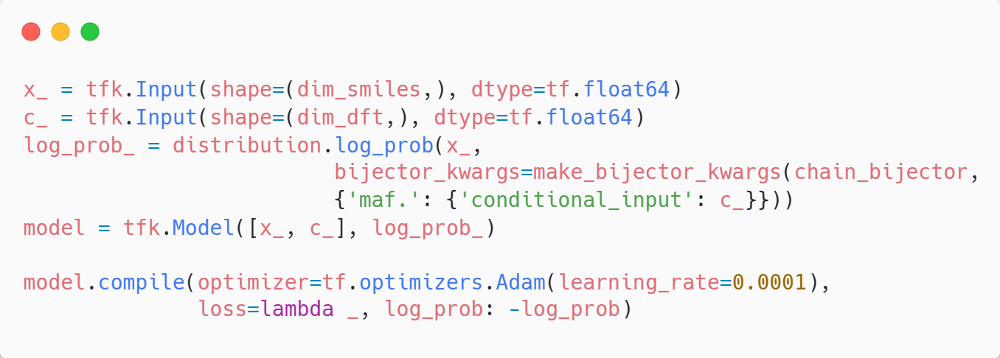 x_ = tfk.Input(shape=(dim_smiles,), dtype=tf.float64)
c_ = tfk.Input(shape=(dim_dft,), dtype=tf.float64)
log_prob_ = distribution.log_prob(x_,
                         bijector_kwargs=make_bijector_kwargs(chain_bijector,
                         {'maf.': {'conditional_input': c_}}))
model = tfk.Model([x_, c_], log_prob_)

model.compile(optimizer=tf.optimizers.Adam(learning_rate=0.0001),
              loss=lambda _, log_prob: -log_prob)